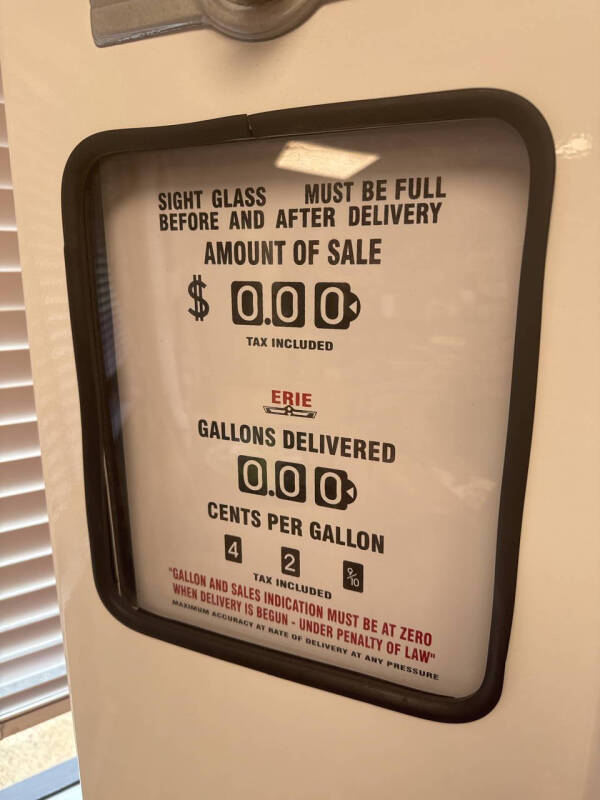 SIGHT GLASS MUST BE FULL
BEFORE AND AFTER DELIVERY
AMOUNT OF SALE
$ 0.00
TAX INCLUDED
ERIE
GALLONS DELIVERED
0.00
CENTS PER GALLON
4 2 9/10
TAX INCLUDED
"GALLON AND SALES INDICATION MUST BE AT ZERO
WHEN DELIVERY IS BEGUN - UNDER PENALTY OF LAW"
MAXIMUM ACCURACY AT RATE OF DELIVERY AT ANY PRESSURE